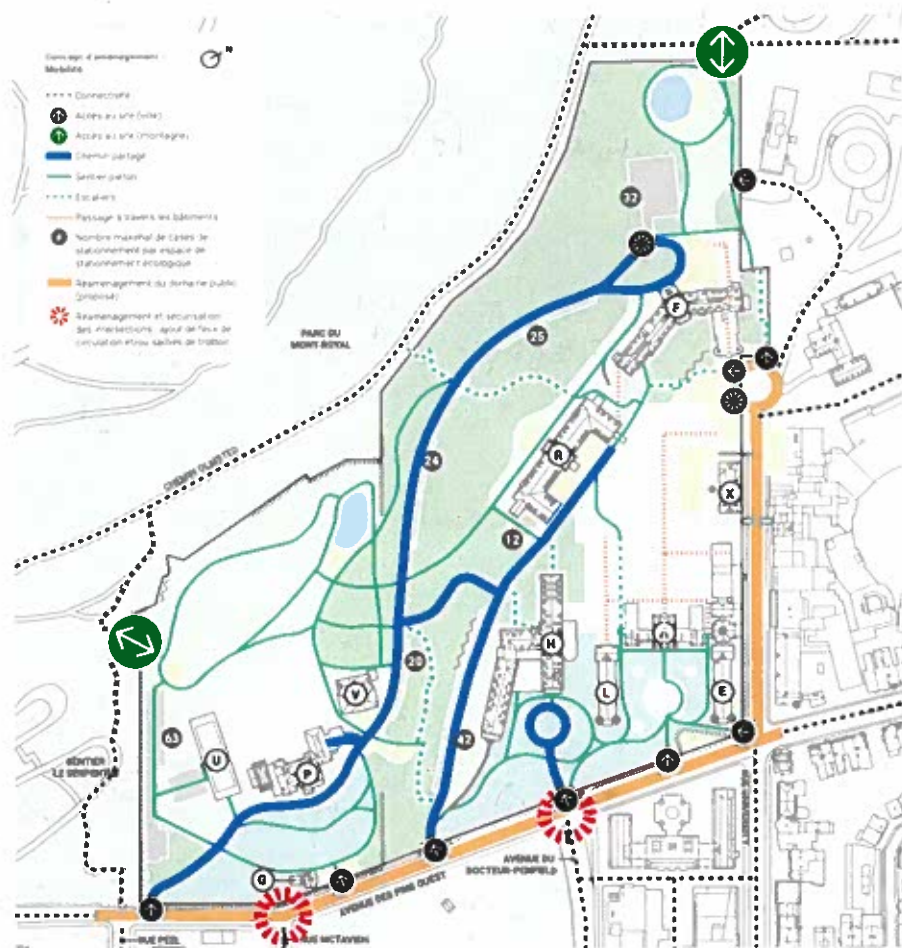 Concept d'aménagement -
Mobilité
N
Connectivité
Accès au site (ville)
Accès au site (montagne)
Chemin partagé
Sentier piéton
Escaliers
Passage à travers les bâtiments
#
Nombre maximal de cases de
stationnement par espace de
stationnement écologique
Réaménagement du domaine public
(proposé)
Réaménagement et sécurisation
des intersections : ajout de feux de
circulation et/ou saillies de trottoir
PARC DU
MONT-ROYAL
CHEMIN OLMSTED
32
F
25
A
24
X
12
H
20
V
L
E
63
42
U
P
SENTIER
LE SERPENTIN
G
AVENUE DU
DOCTEUR-PENFIELD
AVENUE DES PINS OUEST
RUE UNIVERSITY
RUE PEEL
RUE MCTAVISH